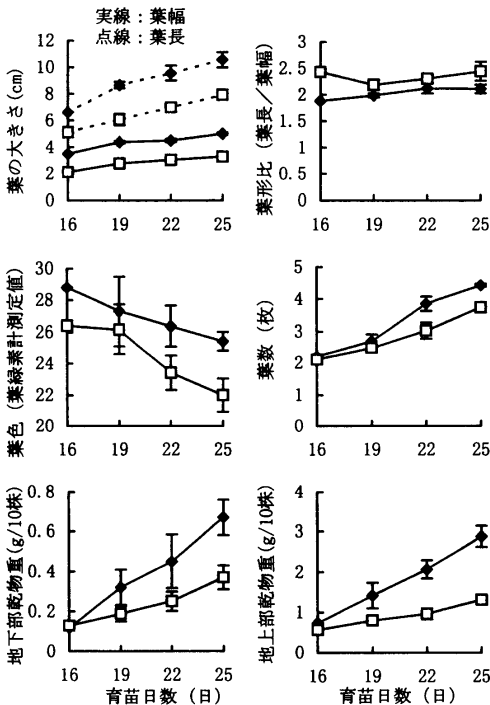 実線：葉幅
点線：葉長
葉の大きさ(cm)
12
10
8
6
4
2
0
16 19 22 25
葉形比（葉長／葉幅）
3
2.5
2
1.5
1
0.5
0
16 19 22 25
葉色（葉緑素計測定値）
30
28
26
24
22
20
16 19 22 25
葉数（枚）
5
4
3
2
1
0
16 19 22 25
地下部乾物重(g/10株)
0.8
0.6
0.4
0.2
0
16 19 22 25
育苗日数（日）
地上部乾物重(g/10株)
4
3
2
1
0
16 19 22 25
育苗日数（日）